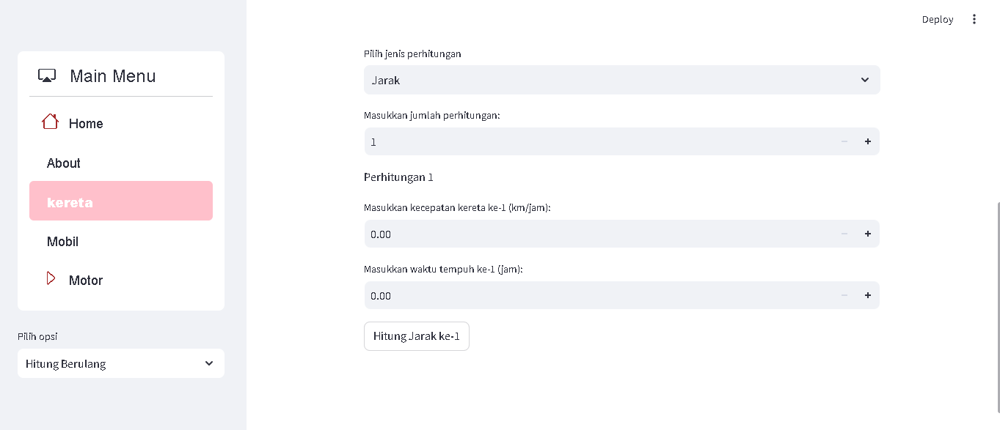 Deploy
Main Menu
Home
About
kereta
Mobil
Motor
Pilih opsi
Hitung Berulang
Pilih jenis perhitungan
Jarak
Masukkan jumlah perhitungan:
1
Perhitungan 1
Masukkan kecepatan kereta ke-1 (km/jam):
0.00
Masukkan waktu tempuh ke-1 (jam):
0.00
Hitung Jarak ke-1